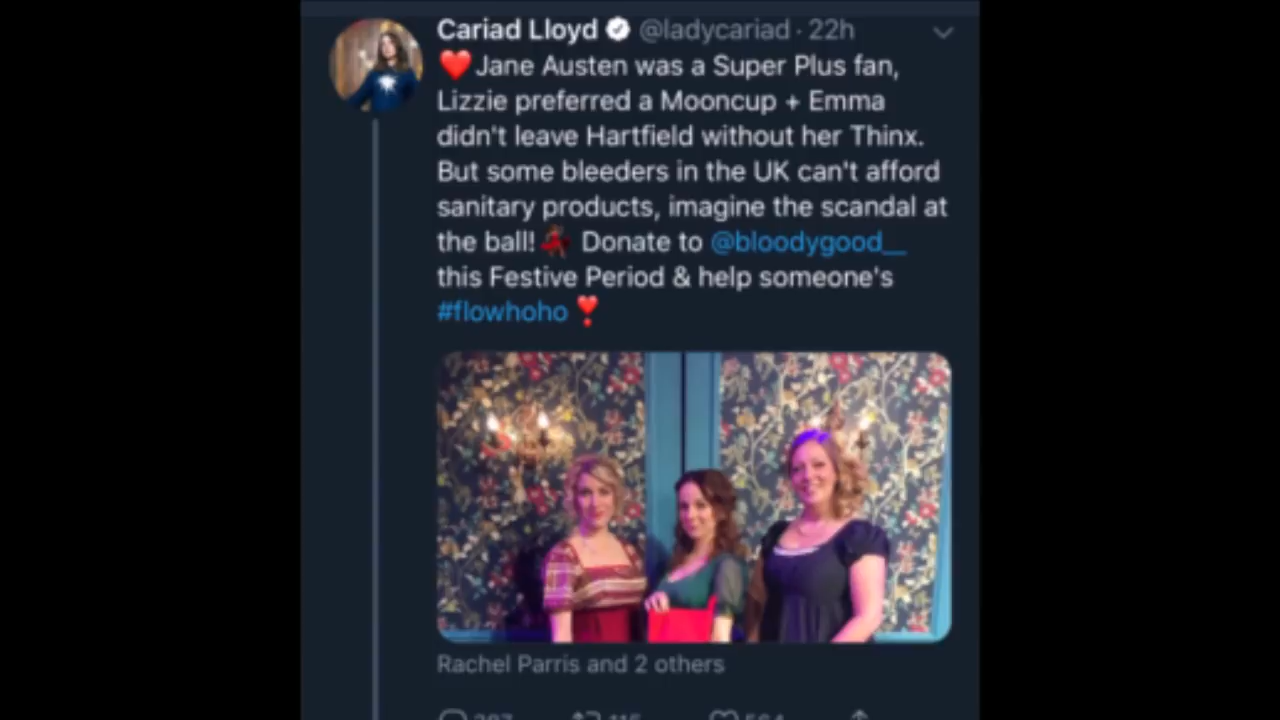 Cariad Lloyd @ladycariad · 22h
❤️Jane Austen was a Super Plus fan,
Lizzie preferred a Mooncup + Emma
didn't leave Hartfield without her Thinx.
But some bleeders in the UK can't afford
sanitary products, imagine the scandal at
the ball!💃 Donate to @bloodygood__
this Festive Period & help someone's
#flowhoho❣️
Rachel Parris and 2 others